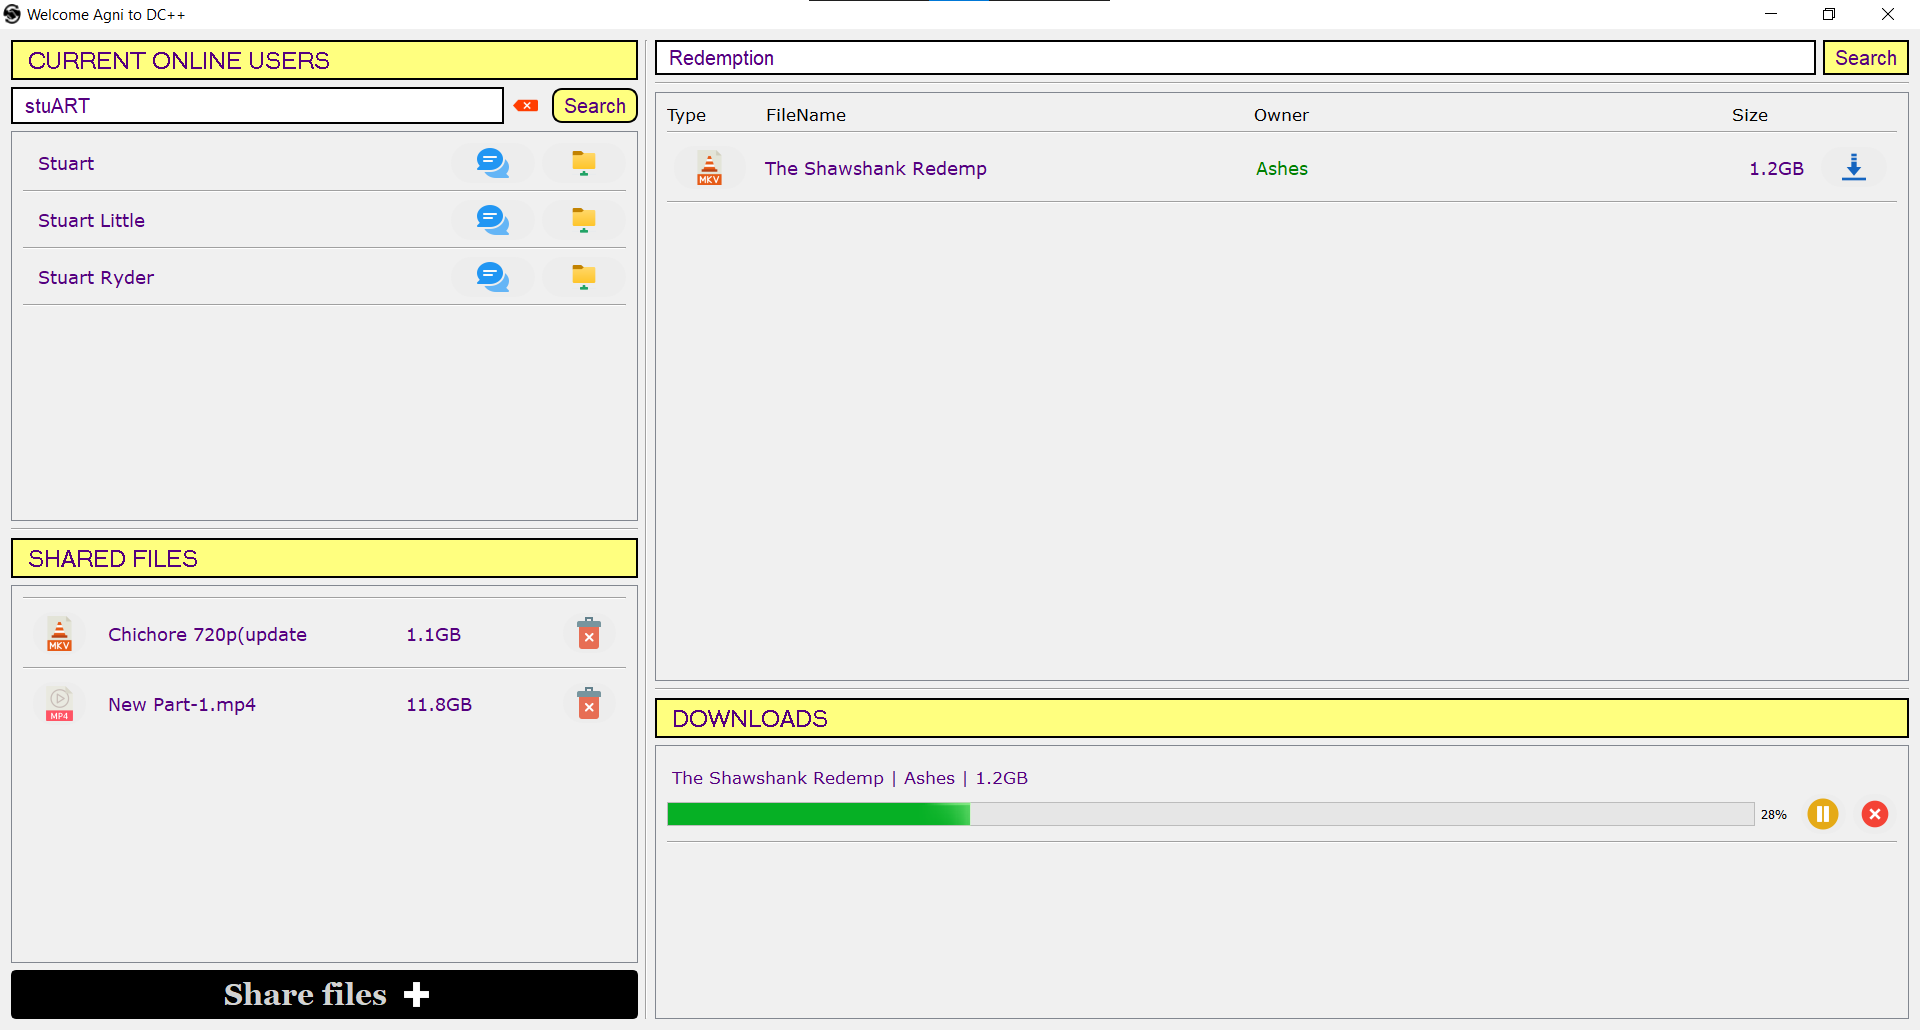 Welcome Agni to DC++
CURRENT ONLINE USERS
stuART
Search
Stuart
Stuart Little
Stuart Ryder
SHARED FILES
MKV
Chichore 720p(update
1.1GB
MP4
New Part-1.mp4
11.8GB
Share files
Redemption
Search
Type FileName Owner Size
MKV
The Shawshank Redemp
Ashes
1.2GB
DOWNLOADS
The Shawshank Redemp | Ashes | 1.2GB
28%